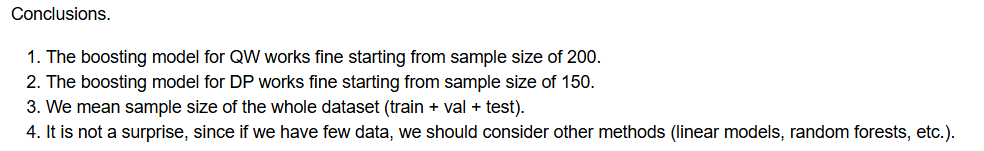 Conclusions.
1. The boosting model for QW works fine starting from sample size of 200.
2. The boosting model for DP works fine starting from sample size of 150.
3. We mean sample size of the whole dataset (train + val + test).
4. It is not a surprise, since if we have few data, we should consider other methods (linear models, random forests, etc.).